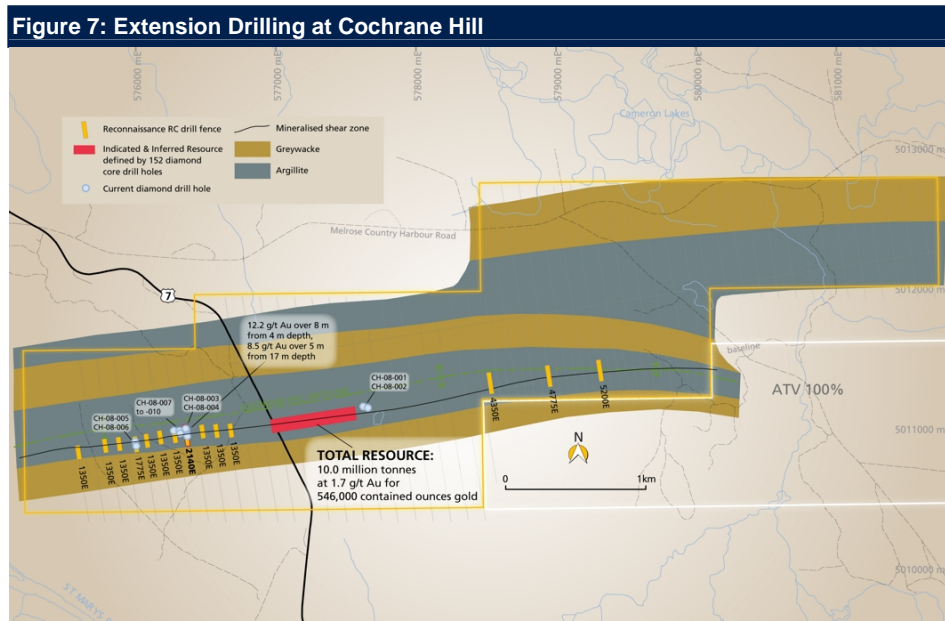 Figure 7: Extension Drilling at Cochrane Hill
576000 mE
577000 mE
578000 mE
579000 mE
580000 mE
581000 mE
Reconnaissance RC drill fence
Indicated & Inferred Resource
defined by 152 diamond
core drill holes
Current diamond drill hole
Mineralised shear zone
Greywacke
Argillite
Cameron Lakes
5013000 m
Melrose Country Harbour Road
7
5012000 m
12.2 g/t Au over 8 m
from 4 m depth,
8.5 g/t Au over 5 m
from 17 m depth
baseline
CH-08-001
CH-08-002
ATV 100%
CH-08-003
CH-08-004
CH-08-007
to -010
CH-08-005
CH-08-006
4350E
4775E
5200E
5011000 m
1350E
1350E
1350E
1775E
1350E
1350E
1350E
2140E
1350E
1350E
1350E
TOTAL RESOURCE:
10.0 million tonnes
at 1.7 g/t Au for
546,000 contained ounces gold
N
0
1km
5010000 m
ST MARYS